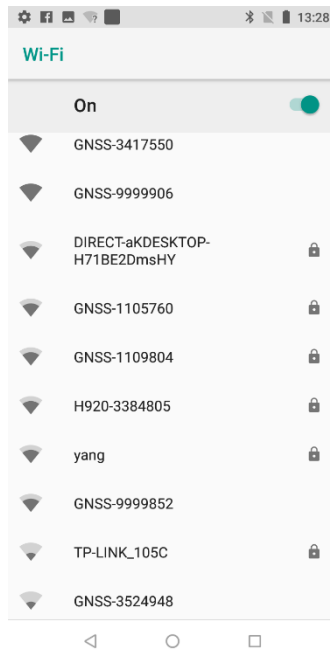 13:28
Wi-Fi
On
GNSS-3417550
GNSS-9999906
DIRECT-aKDESKTOP-
H71BE2DmsHY
GNSS-1105760
GNSS-1109804
H920-3384805
yang
GNSS-9999852
TP-LINK_105C
GNSS-3524948